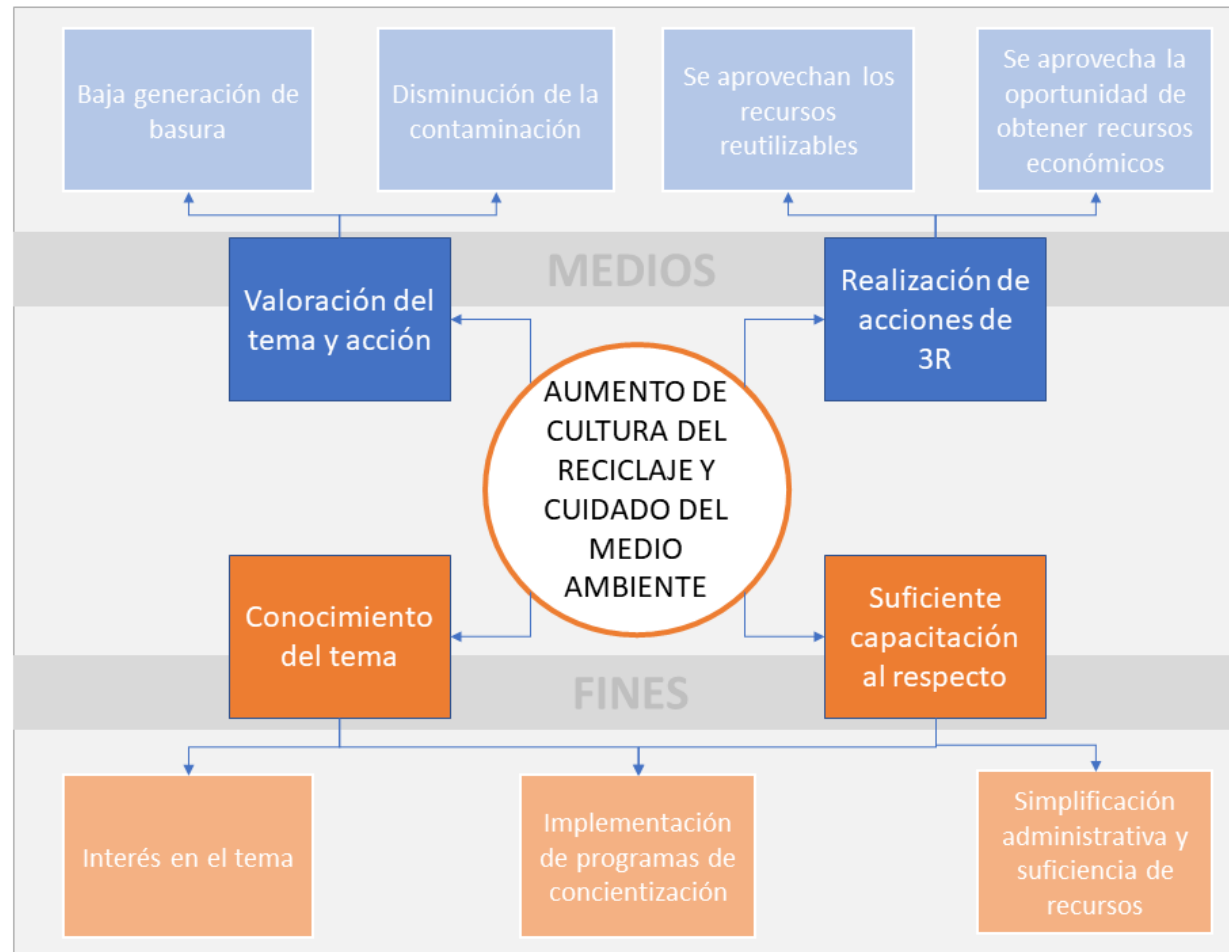 Baja generación de
basura
Disminución de la
contaminación
Se aprovechan los
recursos
reutilizables
Se aprovecha la
oportunidad de
obtener recursos
económicos
MEDIOS
Valoración del
tema y acción
Realización de
acciones de
3R
AUMENTO DE
CULTURA DEL
RECICLAJE Y
CUIDADO DEL
MEDIO
AMBIENTE
Conocimiento
del tema
Suficiente
capacitación
al respecto
FINES
Interés en el tema
Implementación
de programas de
concientización
Simplificación
administrativa y
suficiencia de
recursos